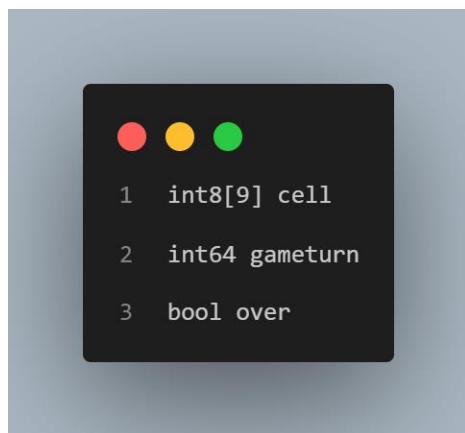 1 int8[9] cell
2 int64 gameturn
3 bool over